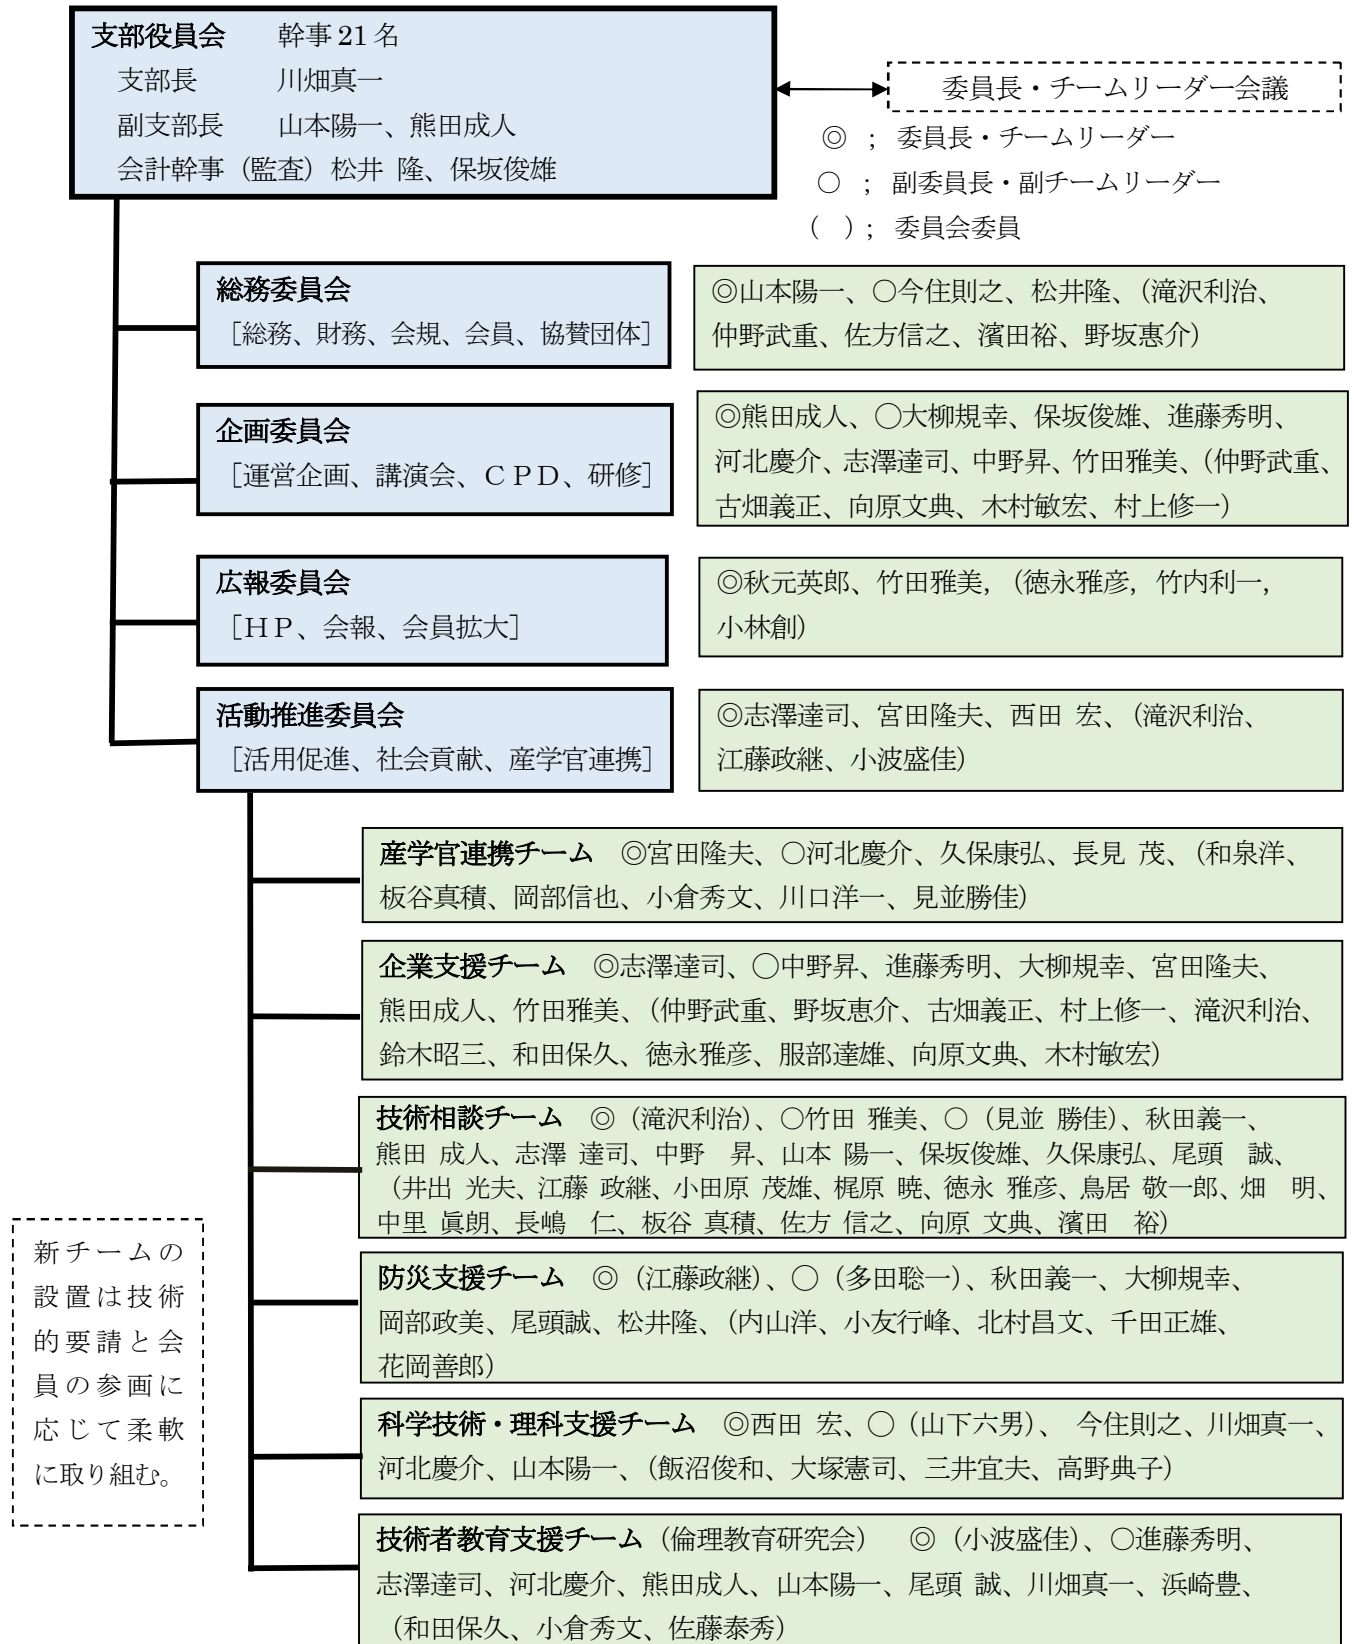 支部役員会　幹事21名
支部長　川畑真一
副支部長　山本陽一、熊田成人
会計幹事（監査）松井 隆、保坂俊雄
委員長・チームリーダー会議
◎ ； 委員長・チームリーダー
○ ； 副委員長・副チームリーダー
（　）； 委員会委員
総務委員会
［総務、財務、会規、会員、協賛団体］
◎山本陽一、○今住則之、松井隆、（滝沢利治、
仲野武重、佐方信之、濱田裕、野坂惠介）
企画委員会
［運営企画、講演会、ＣＰＤ、研修］
◎熊田成人、○大柳規幸、保坂俊雄、進藤秀明、
河北慶介、志澤達司、中野昇、竹田雅美、（仲野武重、
古畑義正、向原文典、木村敏宏、村上修一）
広報委員会
［ＨＰ、会報、会員拡大］
◎秋元英郎、竹田雅美，（徳永雅彦，竹内利一，
小林創）
活動推進委員会
［活用促進、社会貢献、産学官連携］
◎志澤達司、宮田隆夫、西田 宏、（滝沢利治、
江藤政継、小波盛佳）
産学官連携チーム　◎宮田隆夫、○河北慶介、久保康弘、長見 茂、（和泉洋、
板谷真積、岡部信也、小倉秀文、川口洋一、見並勝佳）
企業支援チーム　◎志澤達司、○中野昇、進藤秀明、大柳規幸、宮田隆夫、
熊田成人、竹田雅美、（仲野武重、野坂恵介、古畑義正、村上修一、滝沢利治、
鈴木昭三、和田保久、徳永雅彦、服部達雄、向原文典、木村敏宏）
技術相談チーム　◎（滝沢利治）、○竹田 雅美、○（見並 勝佳）、秋田義一、
熊田 成人、志澤 達司、中野　昇、山本 陽一、保坂俊雄、久保康弘、尾頭　誠、
（井出 光夫、江藤 政継、小田原 茂雄、梶原 暁、徳永 雅彦、鳥居 敬一郎、畑　明、
中里 眞朗、長嶋　仁、板谷 真積、佐方 信之、向原 文典、濱田　裕）
防災支援チーム　◎（江藤政継）、○（多田聡一）、秋田義一、大柳規幸、
岡部政美、尾頭誠、松井隆、（内山洋、小友行峰、北村昌文、千田正雄、
花岡善郎）
科学技術・理科支援チーム　◎西田 宏、○（山下六男）、 今住則之、川畑真一、
河北慶介、山本陽一、（飯沼俊和、大塚憲司、三井宜夫、高野典子）
技術者教育支援チーム（倫理教育研究会）　◎（小波盛佳）、○進藤秀明、
志澤達司、河北慶介、熊田成人、山本陽一、尾頭 誠、川畑真一、浜崎豊、
（和田保久、小倉秀文、佐藤泰秀）
新チームの
設置は技術
的要請と会
員の参画に
応じて柔軟
に取り組む。